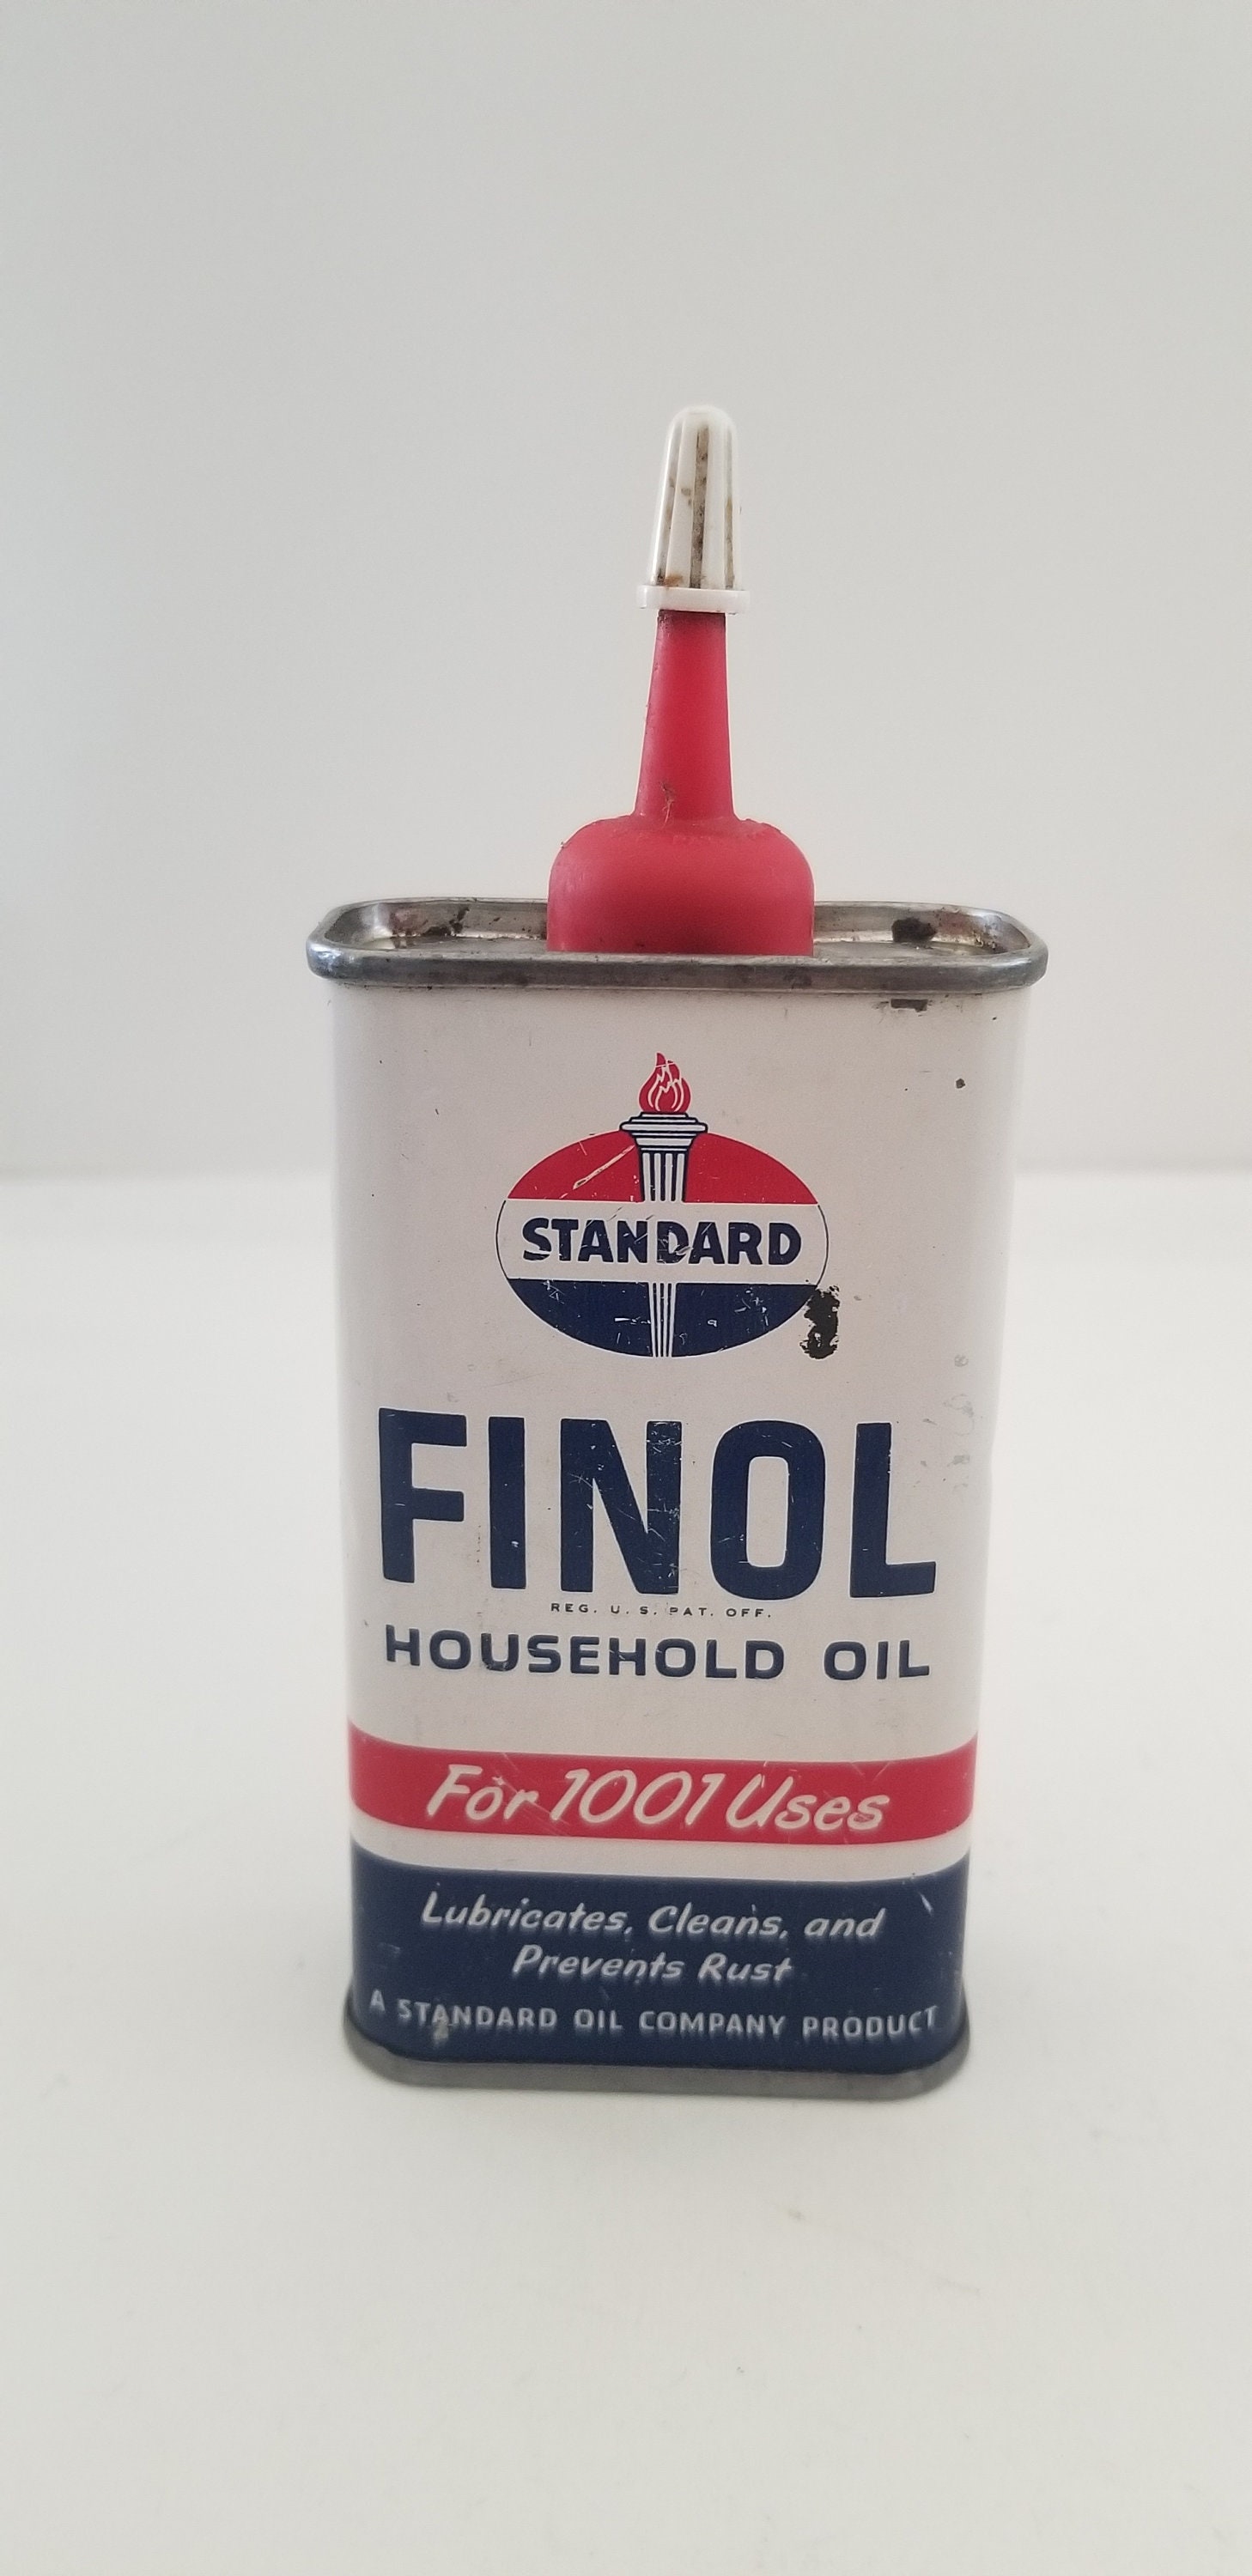 STANDARD
FINOL
REG. U. S. PAT. OFF.
HOUSEHOLD OIL
For 1001 Uses
Lubricates, Cleans, and
Prevents Rust
A STANDARD OIL COMPANY PRODUCT